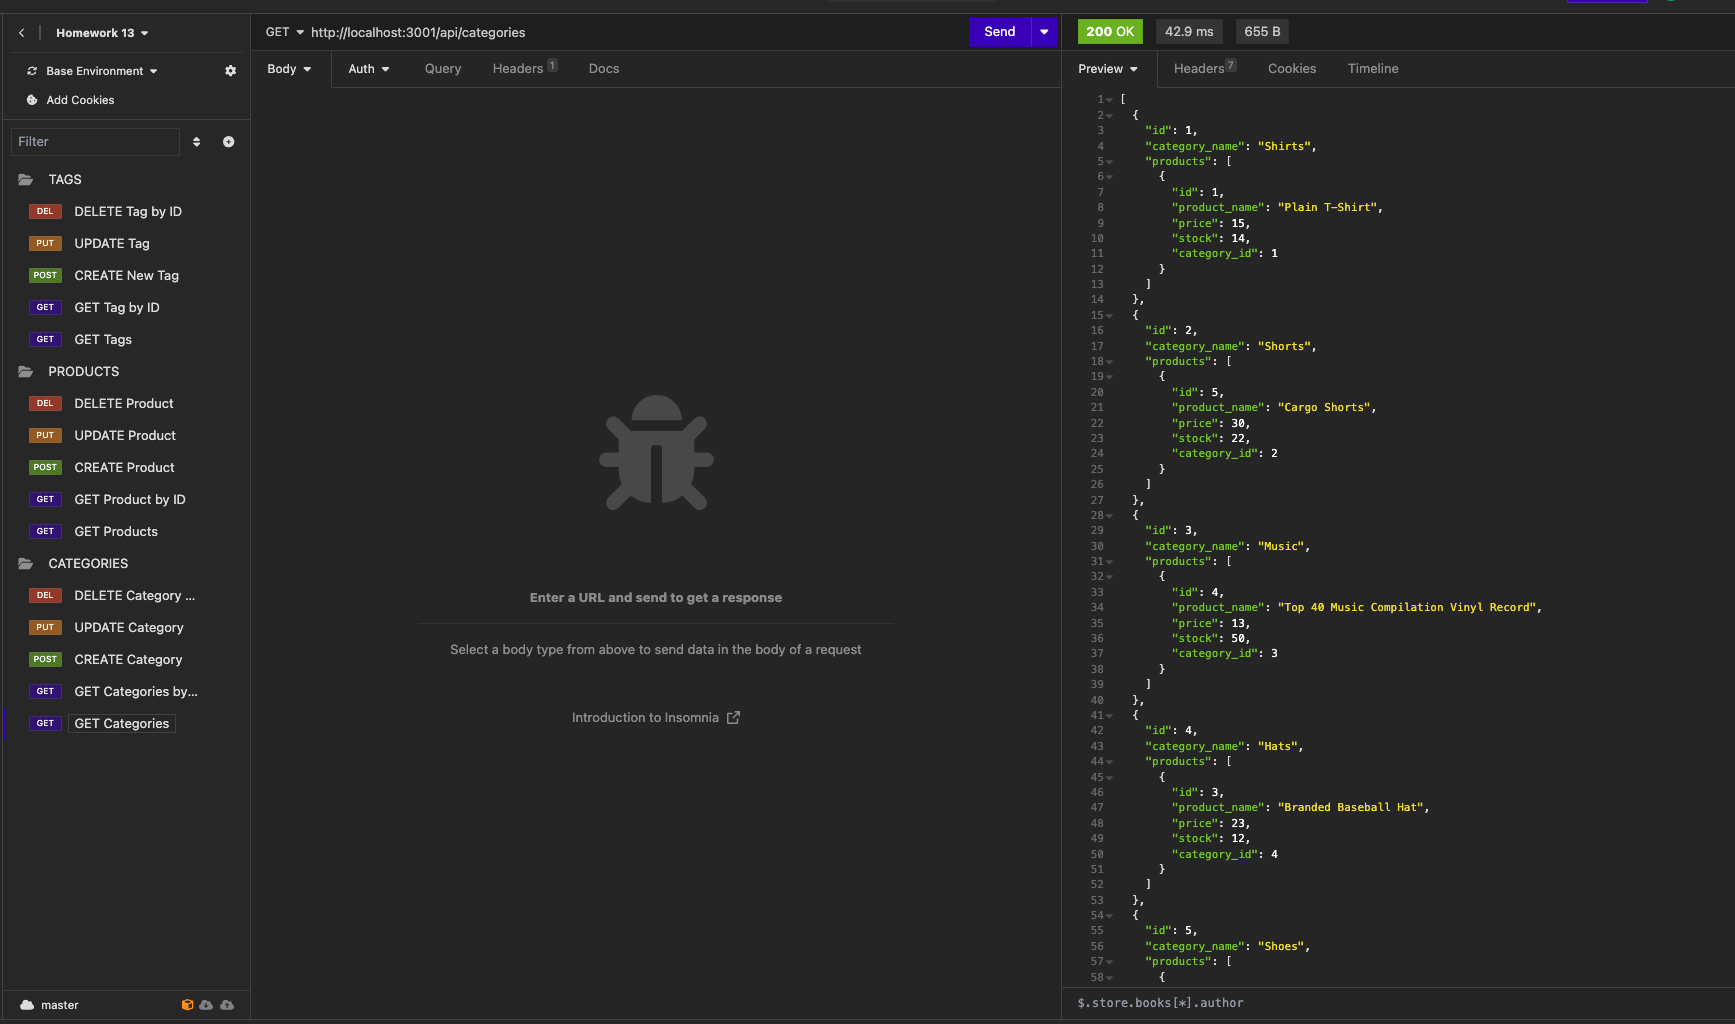 Homework 13
Base Environment
Add Cookies
Filter
TAGS
DEL DELETE Tag by ID
PUT UPDATE Tag
POST CREATE New Tag
GET GET Tag by ID
GET GET Tags
PRODUCTS
DEL DELETE Product
PUT UPDATE Product
POST CREATE Product
GET GET Product by ID
GET GET Products
CATEGORIES
DEL DELETE Category ...
PUT UPDATE Category
POST CREATE Category
GET GET Categories by...
GET GET Categories
master
GET http://localhost:3001/api/categories Send
Body Auth Query Headers 1 Docs
Enter a URL and send to get a response
Select a body type from above to send data in the body of a request
Introduction to Insomnia
200 OK 42.9 ms 655 B
Preview Headers 7 Cookies Timeline
1 [
2 {
3 "id": 1,
4 "category_name": "Shirts",
5 "products": [
6 {
7 "id": 1,
8 "product_name": "Plain T-Shirt",
9 "price": 15,
10 "stock": 14,
11 "category_id": 1
12 }
13 ]
14 },
15 {
16 "id": 2,
17 "category_name": "Shorts",
18 "products": [
19 {
20 "id": 5,
21 "product_name": "Cargo Shorts",
22 "price": 30,
23 "stock": 22,
24 "category_id": 2
25 }
26 ]
27 },
28 {
29 "id": 3,
30 "category_name": "Music",
31 "products": [
32 {
33 "id": 4,
34 "product_name": "Top 40 Music Compilation Vinyl Record",
35 "price": 13,
36 "stock": 50,
37 "category_id": 3
38 }
39 ]
40 },
41 {
42 "id": 4,
43 "category_name": "Hats",
44 "products": [
45 {
46 "id": 3,
47 "product_name": "Branded Baseball Hat",
48 "price": 23,
49 "stock": 12,
50 "category_id": 4
51 }
52 ]
53 },
54 {
55 "id": 5,
56 "category_name": "Shoes",
57 "products": [
58 {
$.store.books[*].author